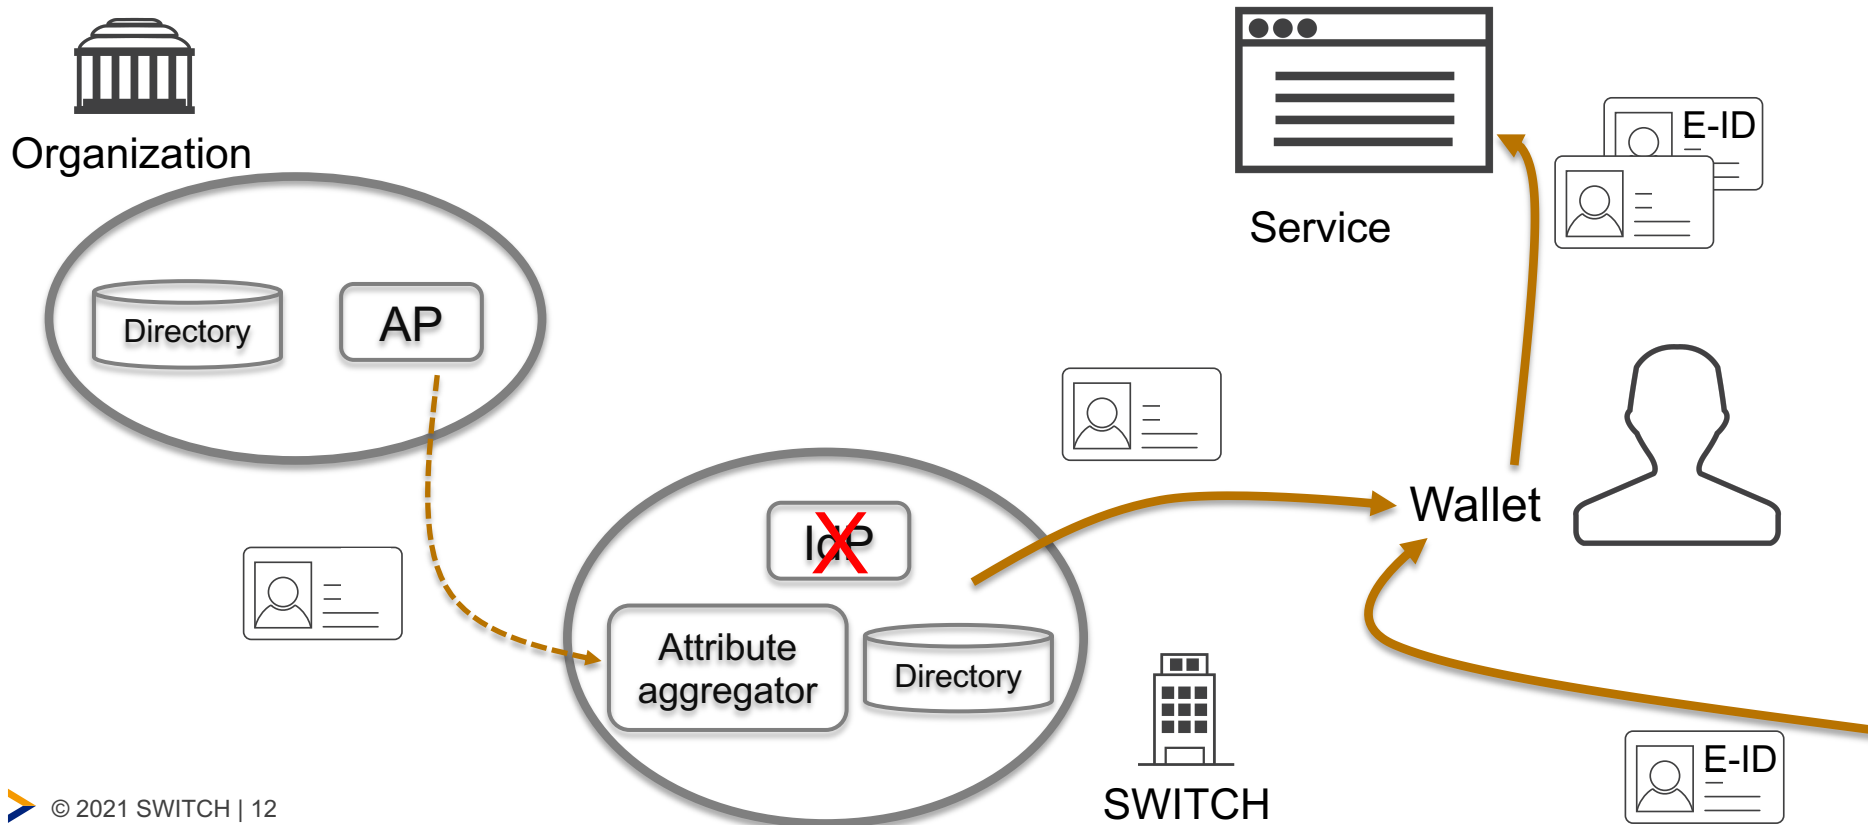 Organization
Directory
AP
Service
E-ID
Wallet
IdP
X
Attribute
aggregator
Directory
SWITCH
E-ID
© 2021 SWITCH | 12